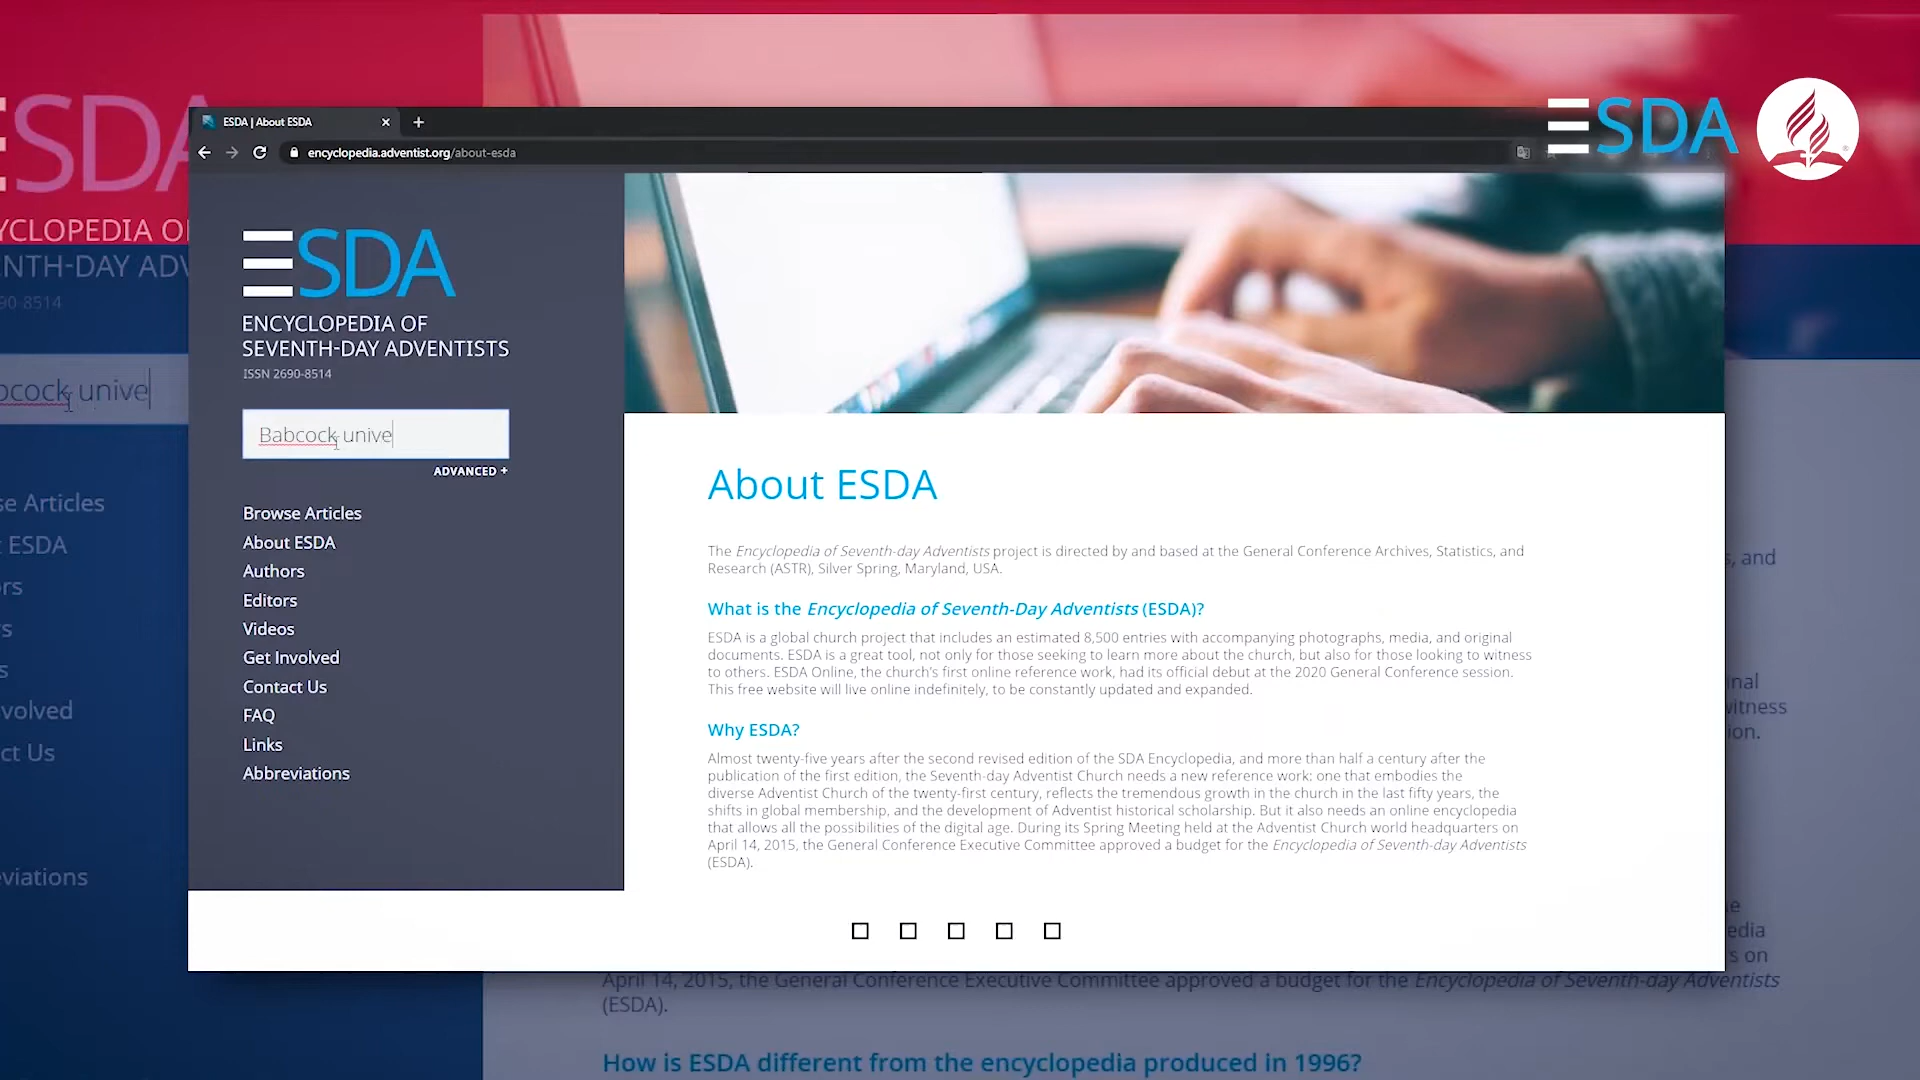 ESDA | About ESDA
encyclopedia.adventist.org/about-esda
ESDA
ESDA
ENCYCLOPEDIA OF
SEVENTH-DAY ADVENTISTS
ISSN 2690-8514
Babcock unive
ADVANCED +
Browse Articles
About ESDA
Authors
Editors
Videos
Get Involved
Contact Us
FAQ
Links
Abbreviations
About ESDA
The Encyclopedia of Seventh-day Adventists project is directed by and based at the General Conference Archives, Statistics, and
Research (ASTR), Silver Spring, Maryland, USA.
What is the Encyclopedia of Seventh-Day Adventists (ESDA)?
ESDA is a global church project that includes an estimated 8,500 entries with accompanying photographs, media, and original
documents. ESDA is a great tool, not only for those seeking to learn more about the church, but also for those looking to witness
to others. ESDA Online, the church's first online reference work, had its official debut at the 2020 General Conference session.
This free website will live online indefinitely, to be constantly updated and expanded.
Why ESDA?
Almost twenty-five years after the second revised edition of the SDA Encyclopedia, and more than half a century after the
publication of the first edition, the Seventh-day Adventist Church needs a new reference work: one that embodies the
diverse Adventist Church of the twenty-first century, reflects the tremendous growth in the church in the last fifty years, the
shifts in global membership, and the development of Adventist historical scholarship. But it also needs an online encyclopedia
that allows all the possibilities of the digital age. During its Spring Meeting held at the Adventist Church world headquarters on
April 14, 2015, the General Conference Executive Committee approved a budget for the Encyclopedia of Seventh-day Adventists
(ESDA).
April 14, 2015, the General Conference Executive Committee approved a budget for the Encyclopedia of Seventh-day Adventists
(ESDA).
How is ESDA different from the encyclopedia produced in 1996?